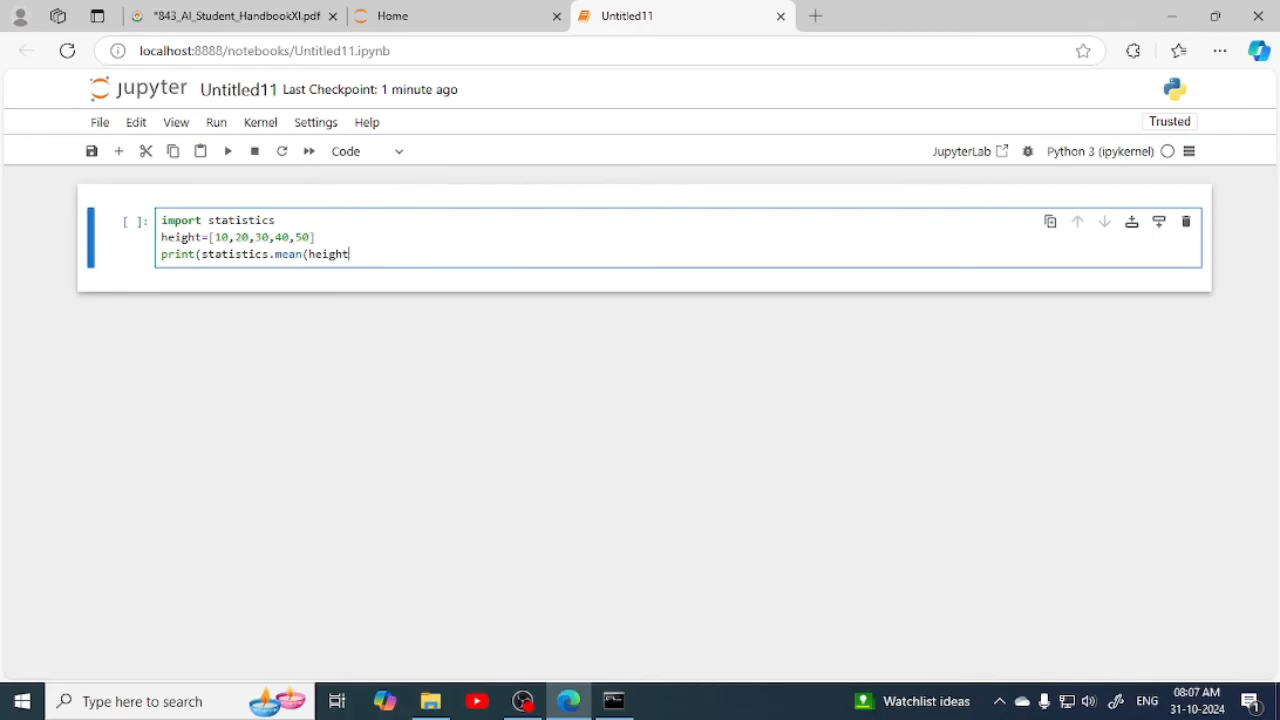 *843_AI_Student_HandbookXI.pdf
Home
Untitled11
localhost:8888/notebooks/Untitled11.ipynb
jupyter Untitled11 Last Checkpoint: 1 minute ago
File Edit View Run Kernel Settings Help
Trusted
Code
JupyterLab
Python 3 (ipykernel)
[ ]:
import statistics
height=[10,20,30,40,50]
print(statistics.mean(height
Type here to search
Watchlist ideas
ENG
08:07 AM
31-10-2024
1